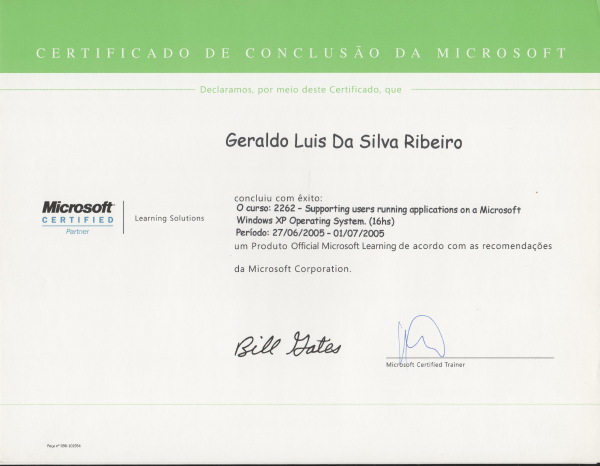 CERTIFICADO DE CONCLUSÃO DA MICROSOFT
Declaramos, por meio deste Certificado, que
Geraldo Luis Da Silva Ribeiro
concluiu com êxito:
O curso: 2262 - Supporting users running applications on a Microsoft
Windows XP Operating System. (16hs)
Período: 27/06/2005 - 01/07/2005
um Produto Official Microsoft Learning de acordo com as recomendações
da Microsoft Corporation.
Microsoft
CERTIFIED
Partner
Learning Solutions
Bill Gates
Microsoft Certified Trainer